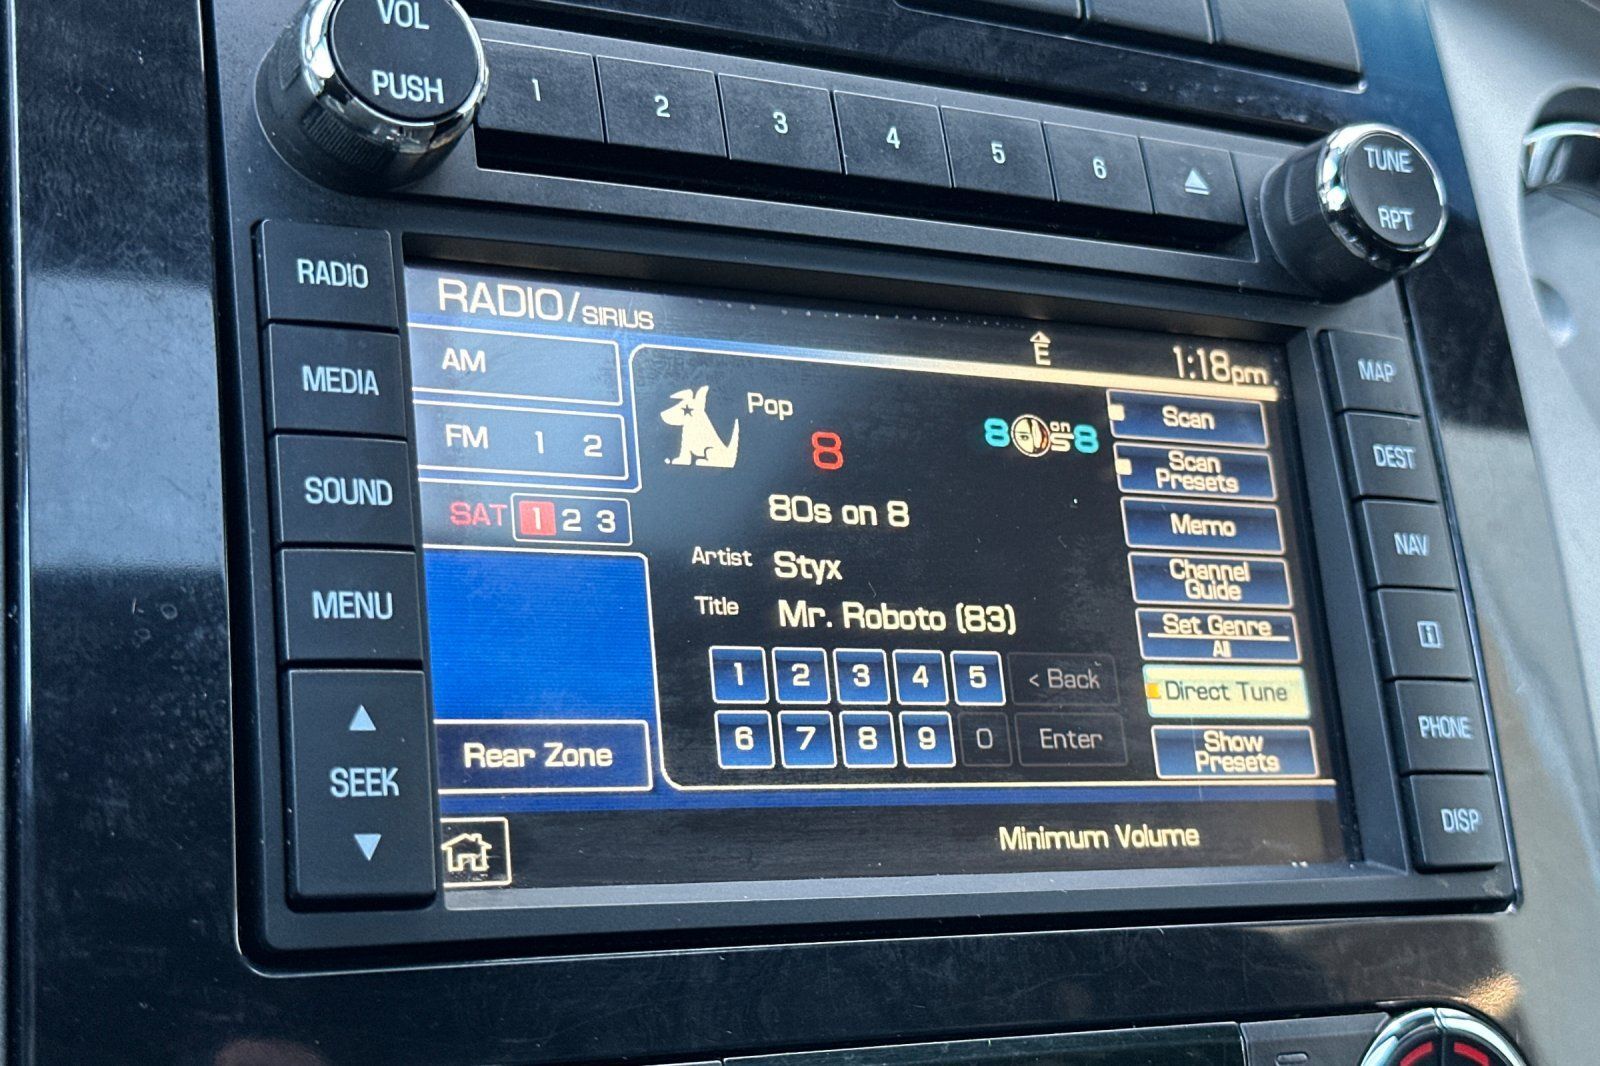 VOL
PUSH
1 2 3 4 5 6
TUNE
RPT
RADIO
MEDIA
SOUND
MENU
SEEK
RADIO/SIRIUS
E
1:18pm
AM
FM 1 2
SAT 1 2 3
Rear Zone
Pop
8
80s on 8
80s on 8
Artist Styx
Title Mr. Roboto (83)
1 2 3 4 5 < Back
6 7 8 9 0 Enter
Scan
Scan
Presets
Memo
Channel
Guide
Set Genre
All
Direct Tune
Show
Presets
Minimum Volume
MAP
DEST
NAV
i
PHONE
DISP